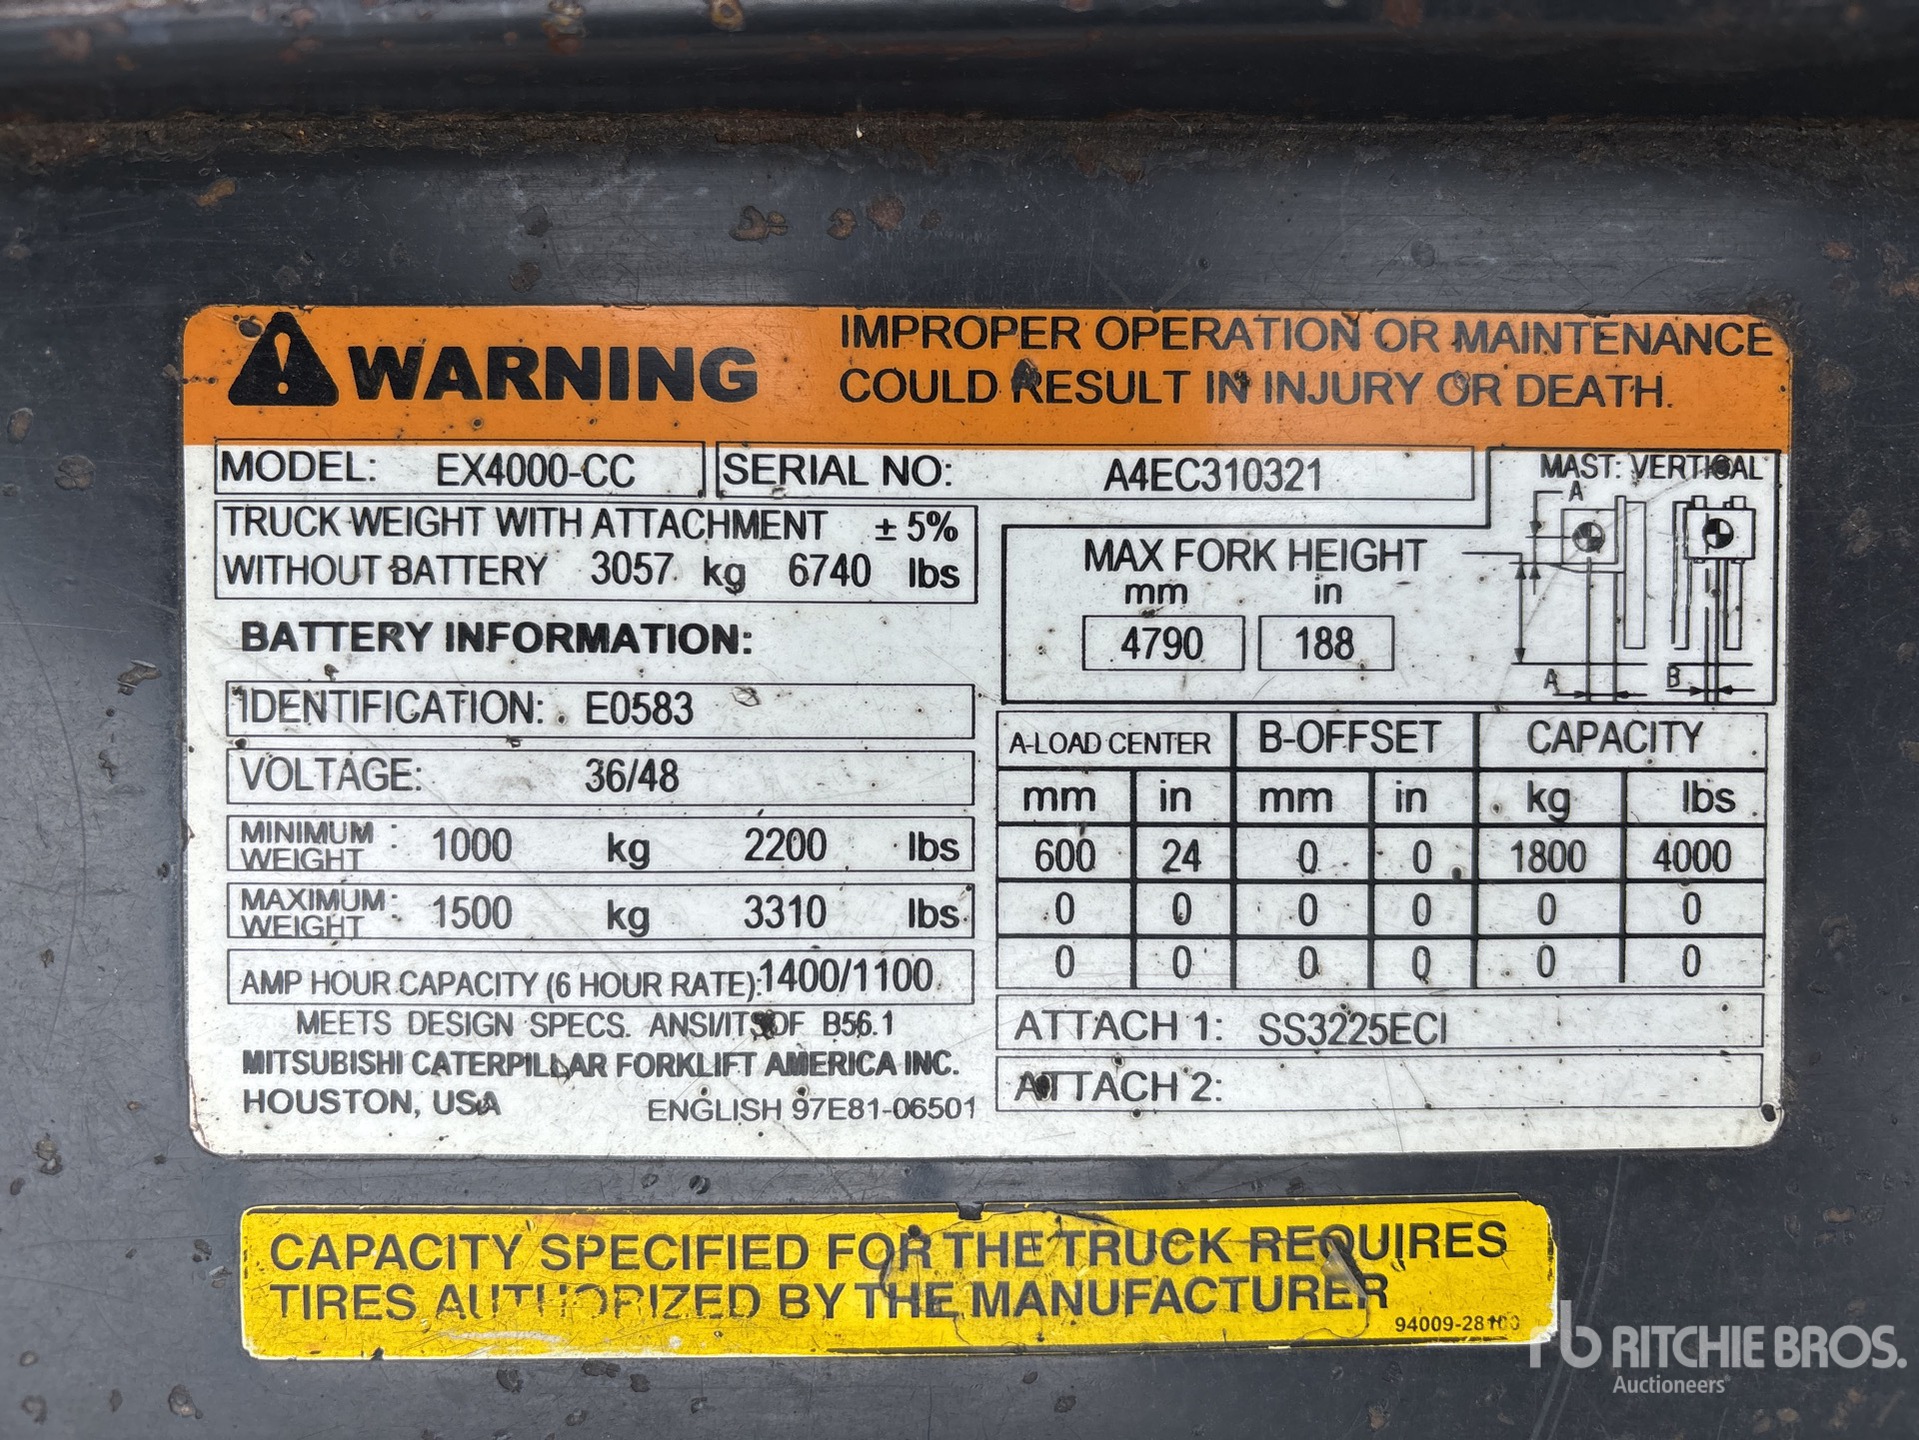 WARNING
IMPROPER OPERATION OR MAINTENANCE
COULD RESULT IN INJURY OR DEATH.
MODEL: EX4000-CC
SERIAL NO: A4EC310321
TRUCK WEIGHT WITH ATTACHMENT ± 5%
WITHOUT BATTERY 3057 kg 6740 lbs
BATTERY INFORMATION:
IDENTIFICATION: E0583
VOLTAGE: 36/48
MINIMUM WEIGHT : 1000 kg 2200 lbs
MAXIMUM WEIGHT : 1500 kg 3310 lbs
AMP HOUR CAPACITY (6 HOUR RATE): 1400/1100
MEETS DESIGN SPECS. ANSI/ITSDF B56.1
MITSUBISHI CATERPILLAR FORKLIFT AMERICA INC.
HOUSTON, USA
ENGLISH 97E81-06501
MAST: VERTICAL
A
A
B
MAX FORK HEIGHT
mm in
4790 188
A-LOAD CENTER B-OFFSET CAPACITY
mm in mm in kg lbs
600 24 0 0 1800 4000
0 0 0 0 0 0
0 0 0 0 0 0
ATTACH 1: SS3225ECI
ATTACH 2:
CAPACITY SPECIFIED FOR THE TRUCK REQUIRES
TIRES AUTHORIZED BY THE MANUFACTURER
rb RITCHIE BROS.
Auctioneers